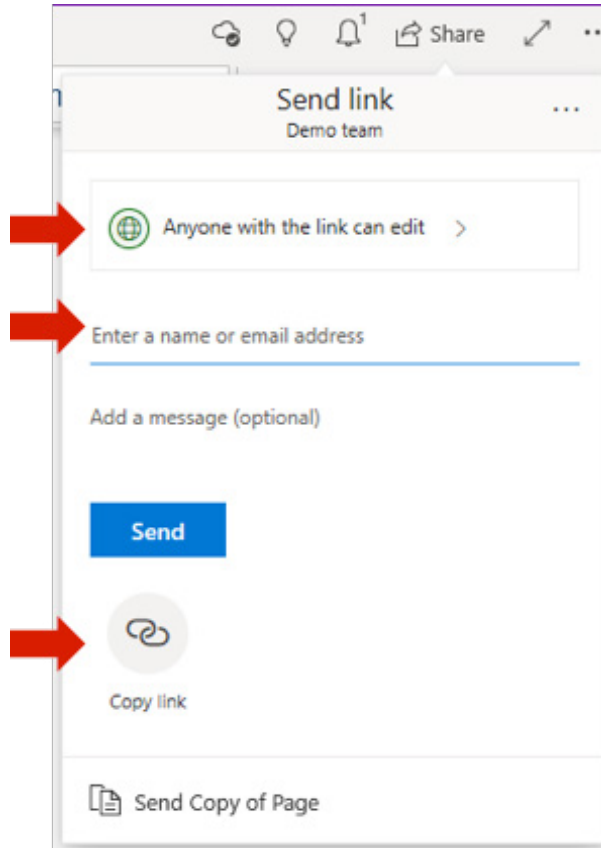 1 Share
Send link
Demo team
Anyone with the link can edit
Enter a name or email address
Add a message (optional)
Send
Copy link
Send Copy of Page